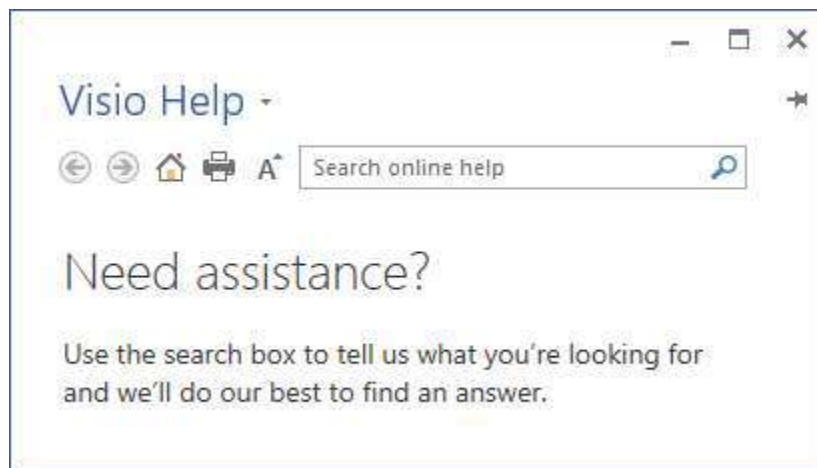 Visio Help
A
Search online help
Need assistance?
Use the search box to tell us what you're looking for
and we'll do our best to find an answer.